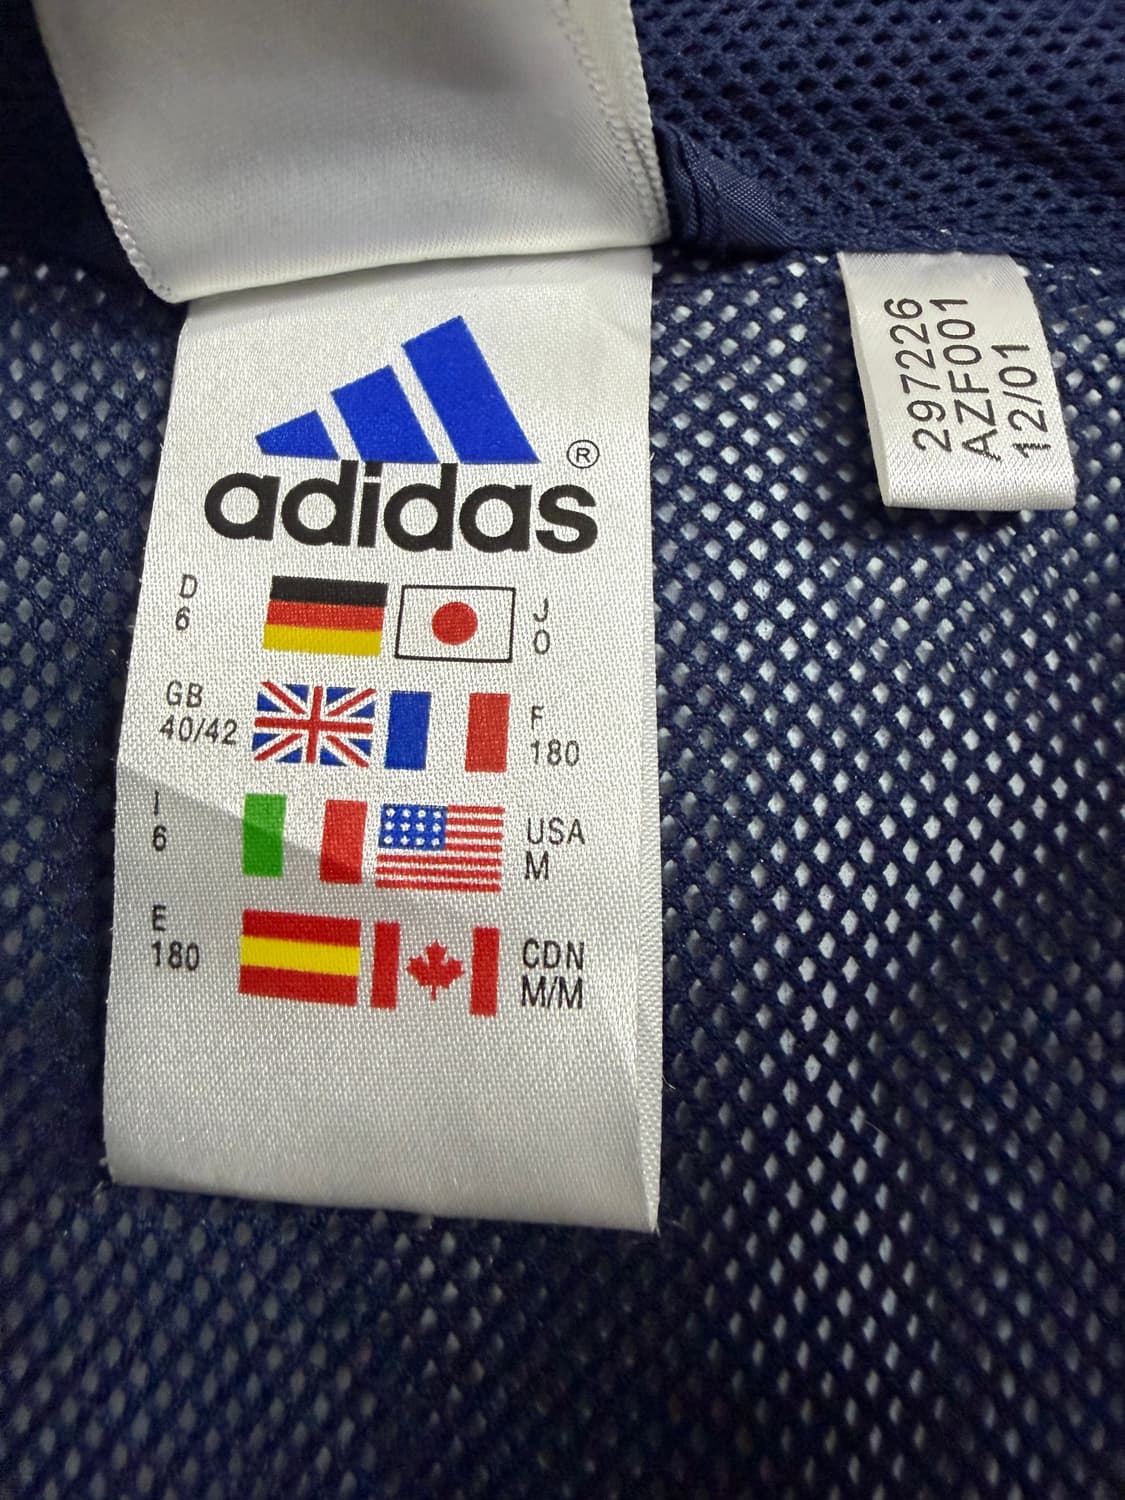 adidas®
D
6
J
O
GB
40/42
F
180
I
6
USA
M
E
180
CDN
M/M
297226
AZF001
12/01